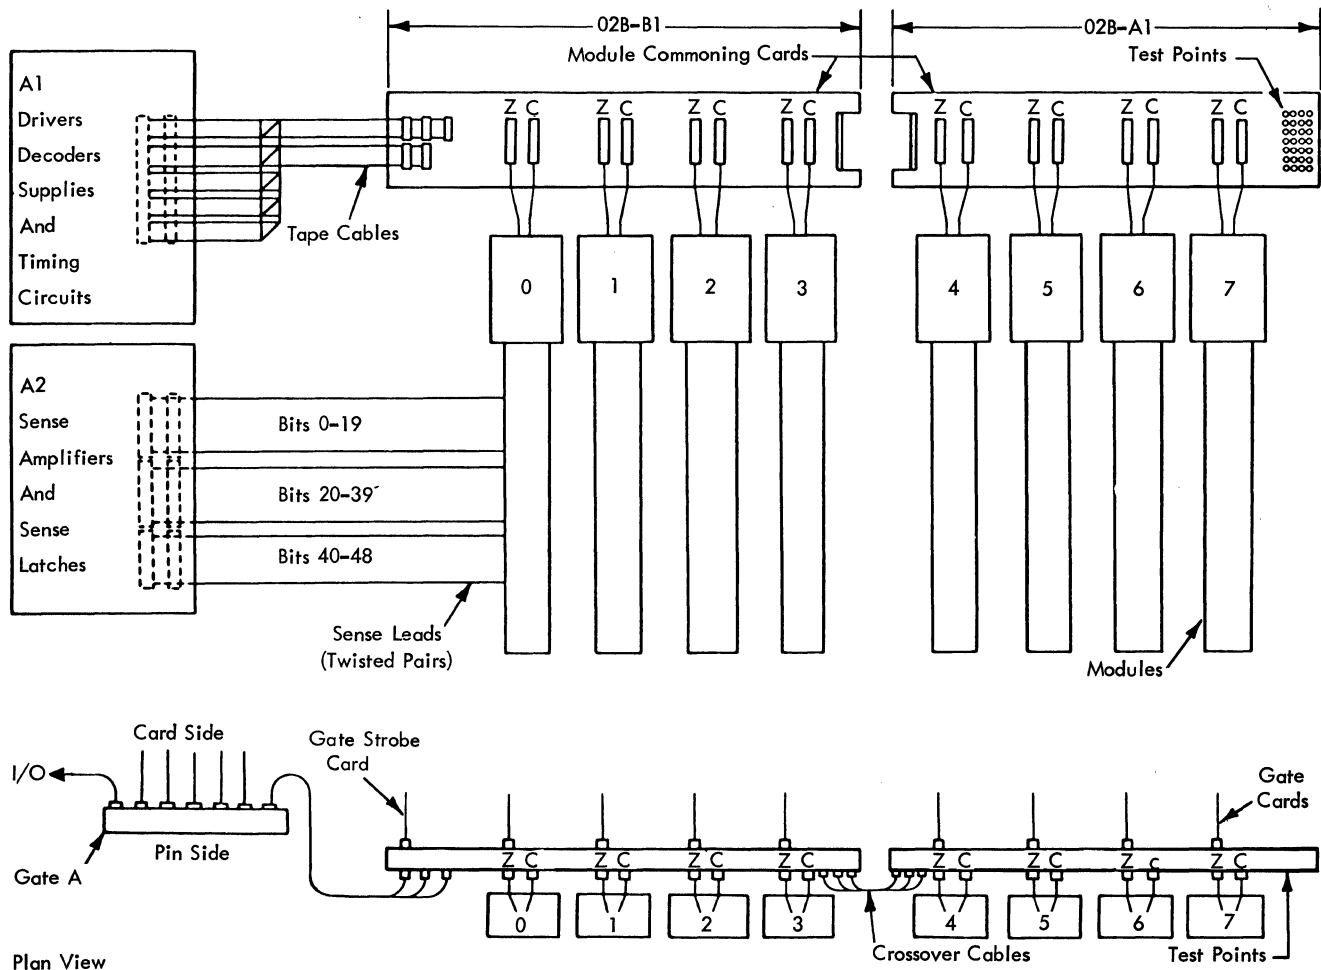 02B-B1
02B-A1
Module Commoning Cards
Test Points
A1
Drivers
Decoders
Supplies
And
Timing
Circuits
Z C
Z C
Z C
Z C
Z C
Z C
Z C
Z C
Tape Cables
0
1
2
3
4
5
6
7
A2
Sense
Amplifiers
And
Sense
Latches
Bits 0-19
Bits 20-39
Bits 40-48
Sense Leads
(Twisted Pairs)
Modules
Card Side
I/O
Pin Side
Gate A
Gate Strobe
Card
Gate
Cards
Z C
Z C
Z C
Z C
Z C
Z C
Z c
Z C
0
1
2
3
4
5
6
7
Crossover Cables
Test Points
Plan View